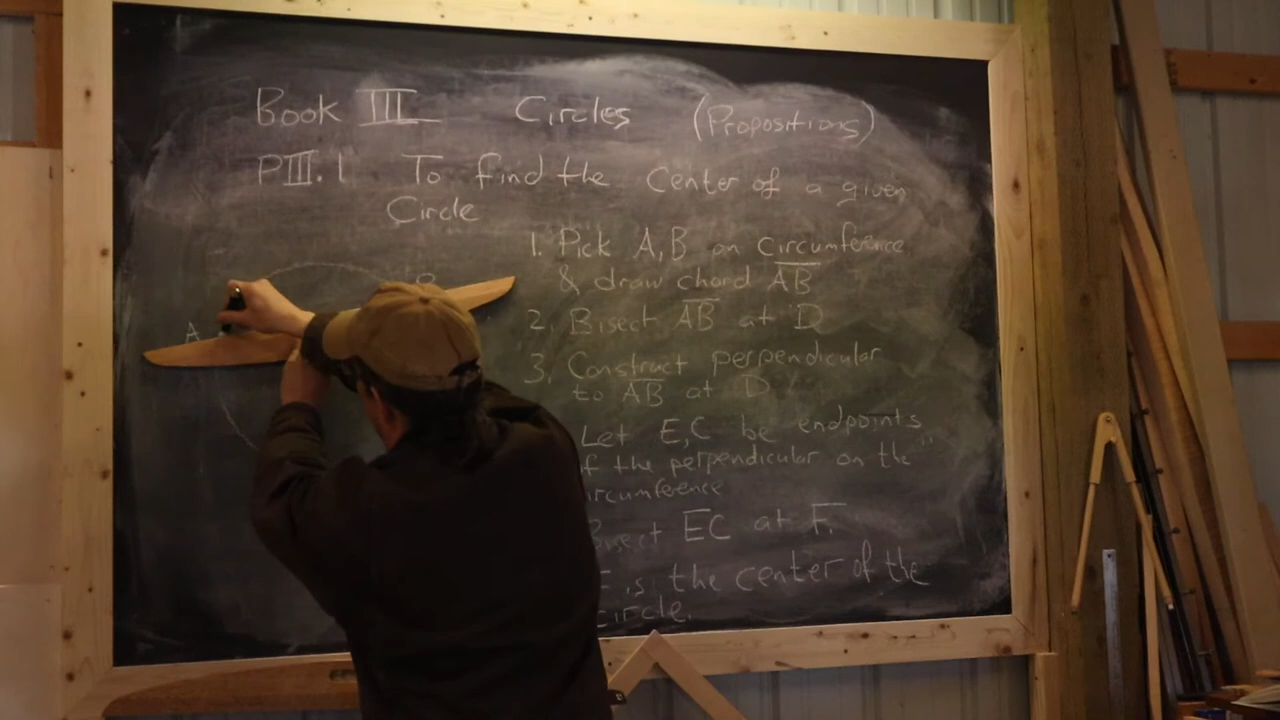 Book III Circles (Propositions)
PIII.1 To find the Center of a given
Circle
1. Pick A,B on circumference
& draw chord AB
2. Bisect AB at D
3. Construct perpendicular
to AB at D
Let E,C be endpoints
of the perpendicular on the
circumference
Bisect EC at F.
F is the center of the
circle.
A
B